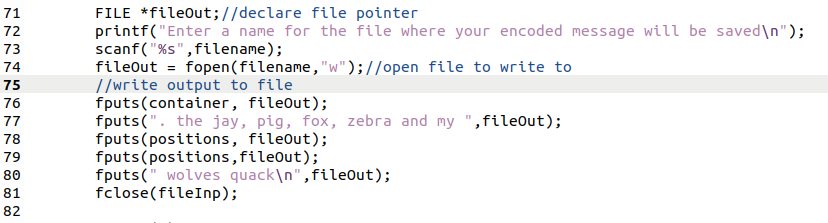 71 FILE *fileOut;//declare file pointer
72 printf("Enter a name for the file where your encoded message will be saved\n");
73 scanf("%s",filename);
74 fileOut = fopen(filename,"w");//open file to write to
75 //write output to file
76 fputs(container, fileOut);
77 fputs(". the jay, pig, fox, zebra and my ",fileOut);
78 fputs(positions, fileOut);
79 fputs(positions,fileOut);
80 fputs(" wolves quack\n",fileOut);
81 fclose(fileInp);
82